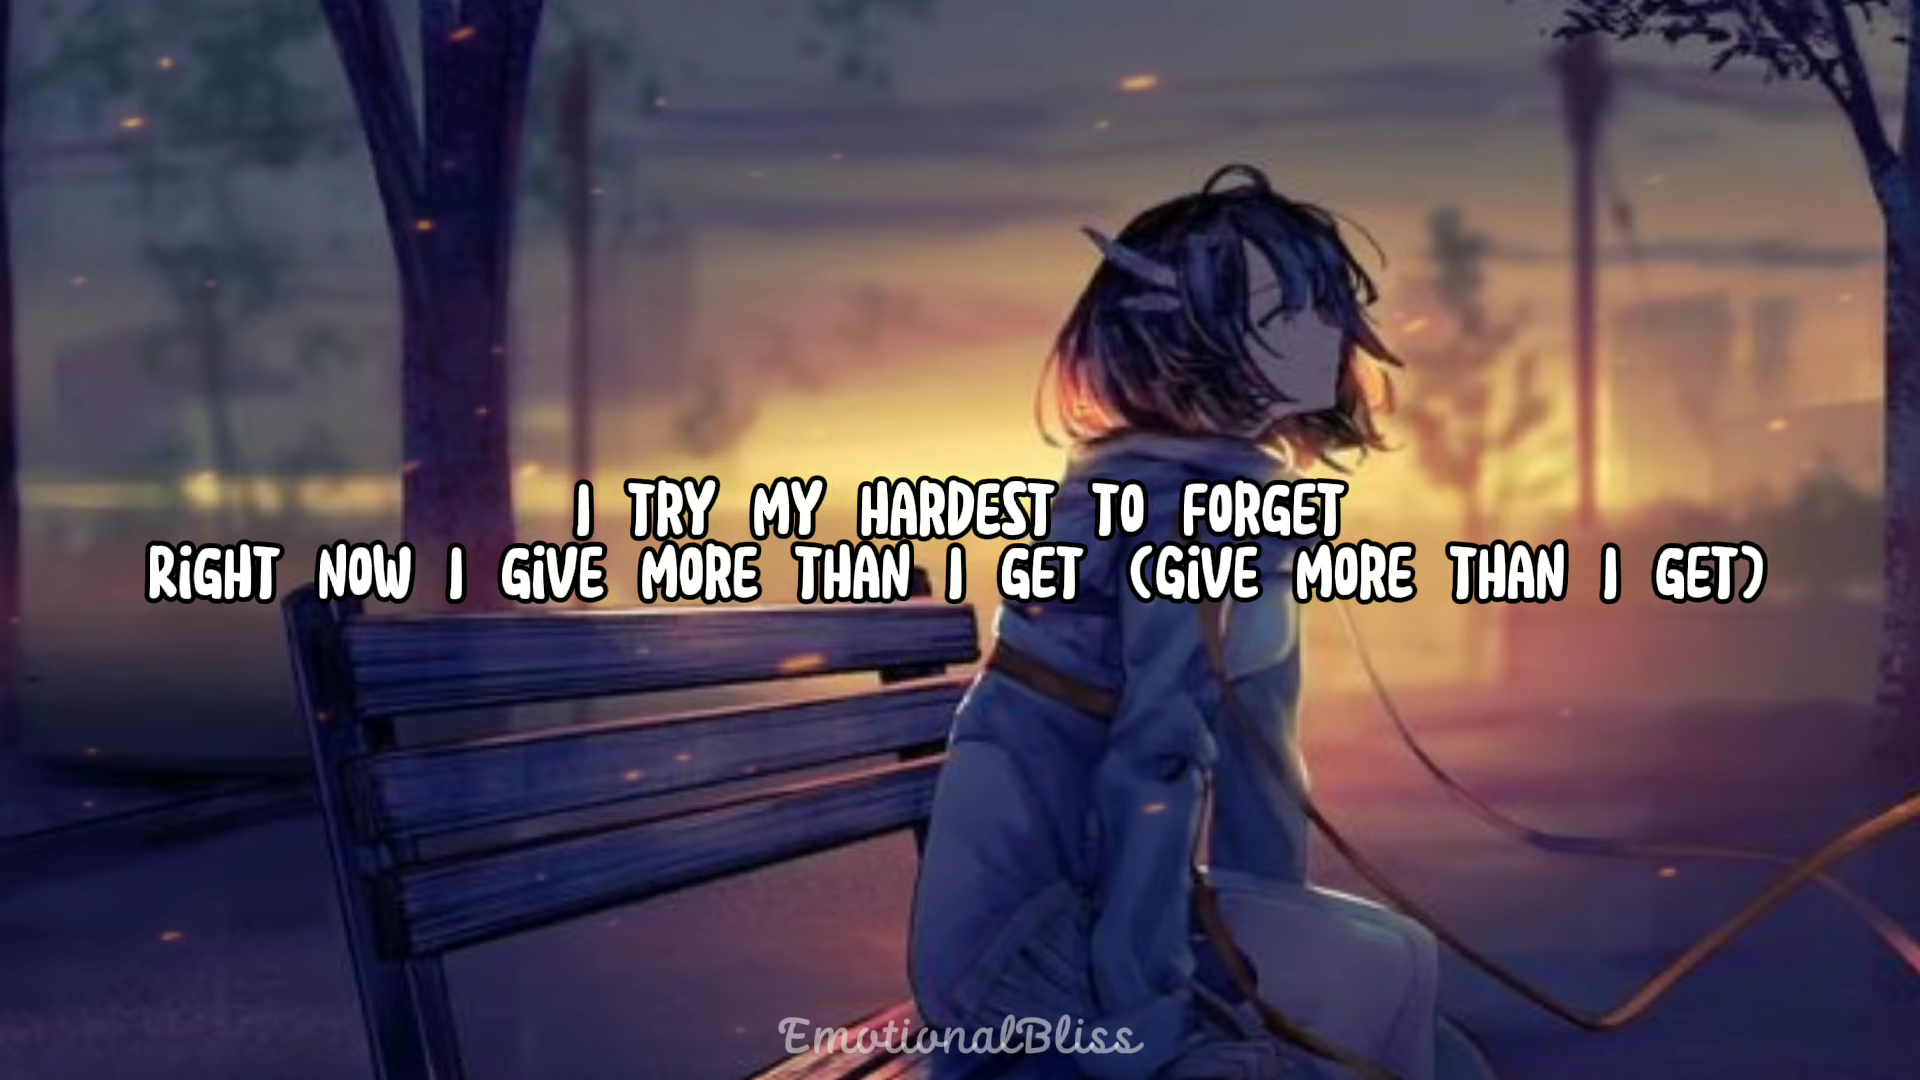 I TRY MY HARDEST TO FORGET
RIGHT NOW I GIVE MORE THAN I GET (GIVE MORE THAN I GET)
EmotionalBliss